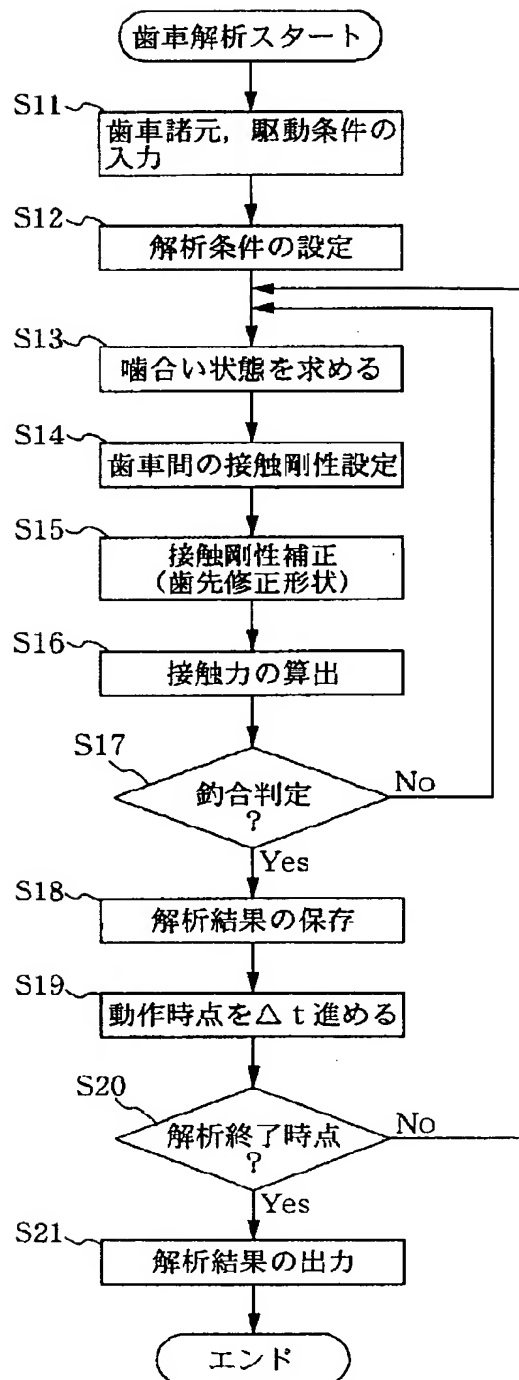 歯車解析スタート
S11
歯車諸元，駆動条件の
入力
S12
解析条件の設定
S13
噛合い状態を求める
S14
歯車間の接触剛性設定
S15
接触剛性補正
(歯先修正形状)
S16
接触力の算出
S17
釣合判定
?
No
Yes
S18
解析結果の保存
S19
動作時点を△t進める
S20
解析終了時点
?
No
Yes
S21
解析結果の出力
エンド